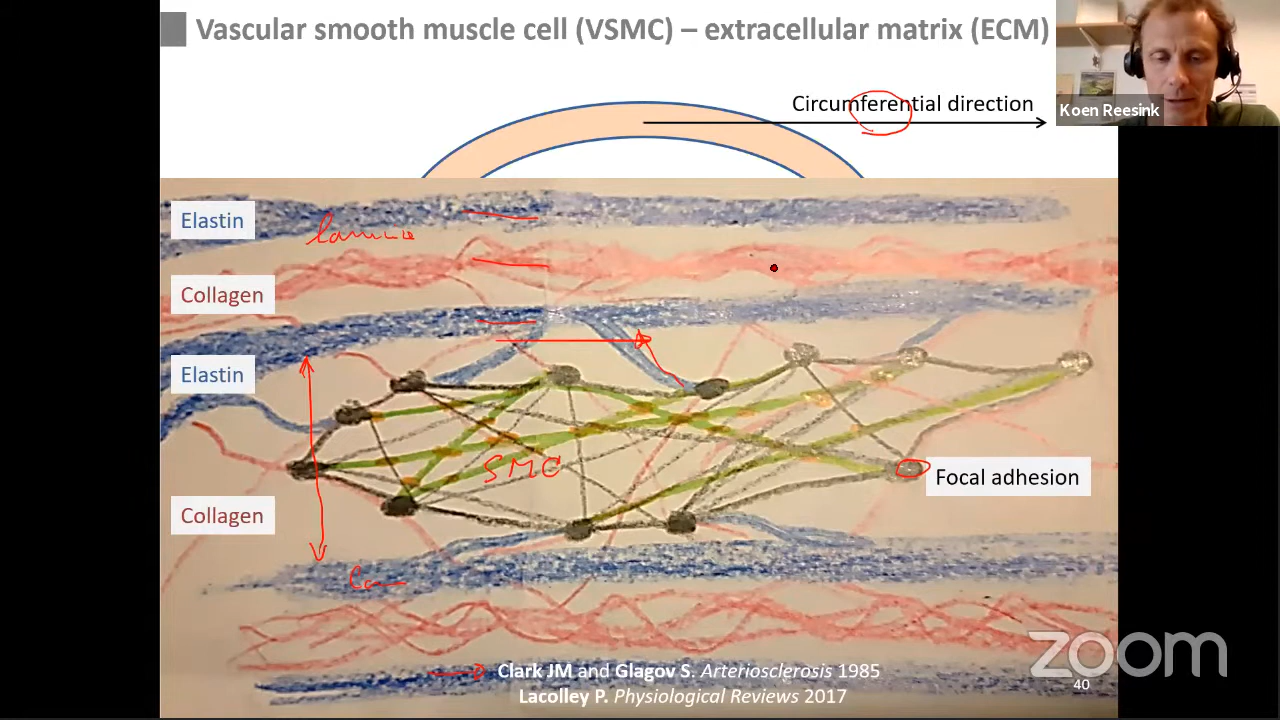 Vascular smooth muscle cell (VSMC) – extracellular matrix (ECM)
Circumferential direction
Koen Reesink
Elastin
Collagen
Elastin
SMC
Focal adhesion
Collagen
Clark JM and Glagov S. Arteriosclerosis 1985
Lacolley P. Physiological Reviews 2017
zoom
40